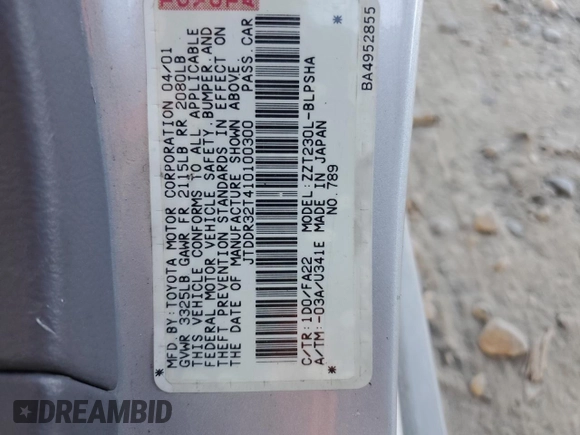 TOYOTA
MFD. BY: TOYOTA MOTOR CORPORATION 04/01
GVWR 3325LB GAWR FR 2115LB RR 2080LB
THIS VEHICLE CONFORMS TO ALL APPLICABLE
FEDERAL MOTOR VEHICLE SAFETY, BUMPER, AND
THEFT PREVENTION STANDARDS IN EFFECT ON
THE DATE OF MANUFACTURE SHOWN ABOVE.
* JTDDR32T410100300 PASS. CAR *
C/TR: 1D0/FA22 MODEL: ZZT230L-BLPSHA
A/TM: -03A/U341E MADE IN JAPAN
NO. 789
BA4952855
DREAMBID